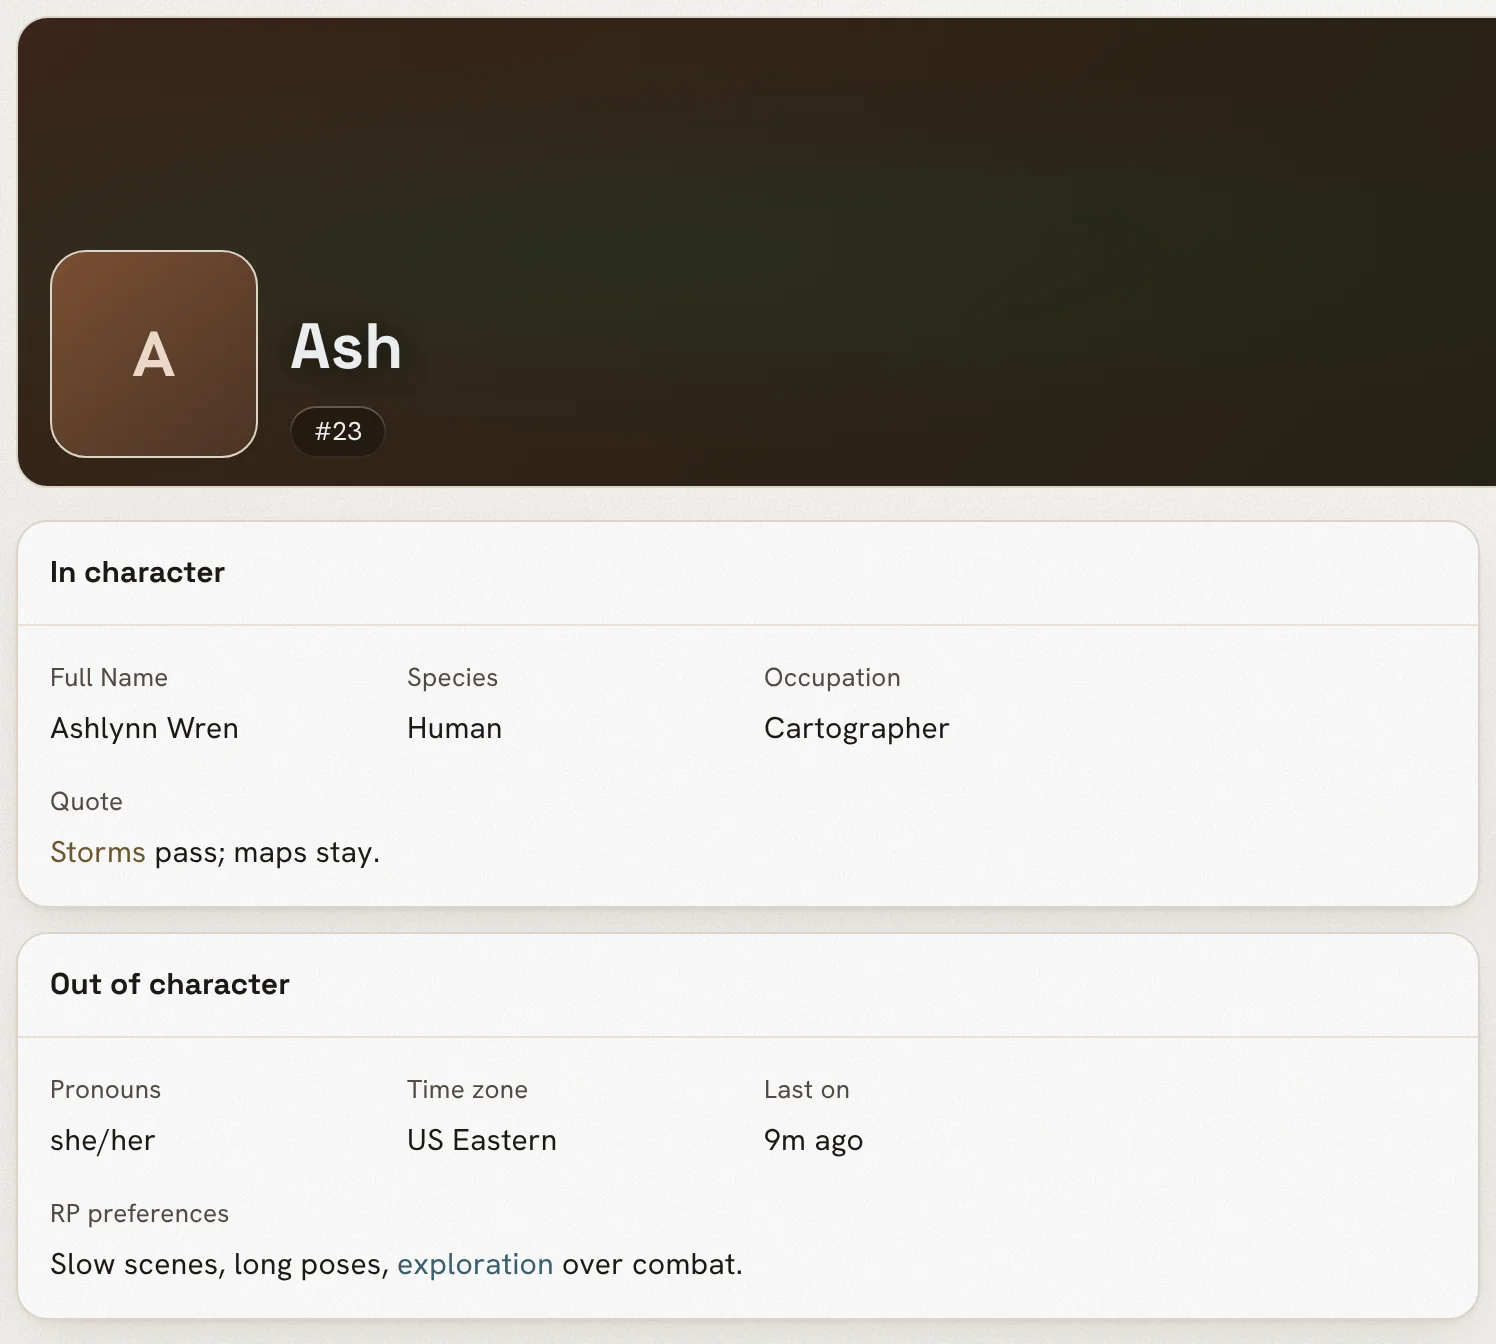 A
Ash
#23
In character
Full Name Species Occupation
Ashlynn Wren Human Cartographer
Quote
Storms pass; maps stay.
Out of character
Pronouns Time zone Last on
she/her US Eastern 9m ago
RP preferences
Slow scenes, long poses, exploration over combat.